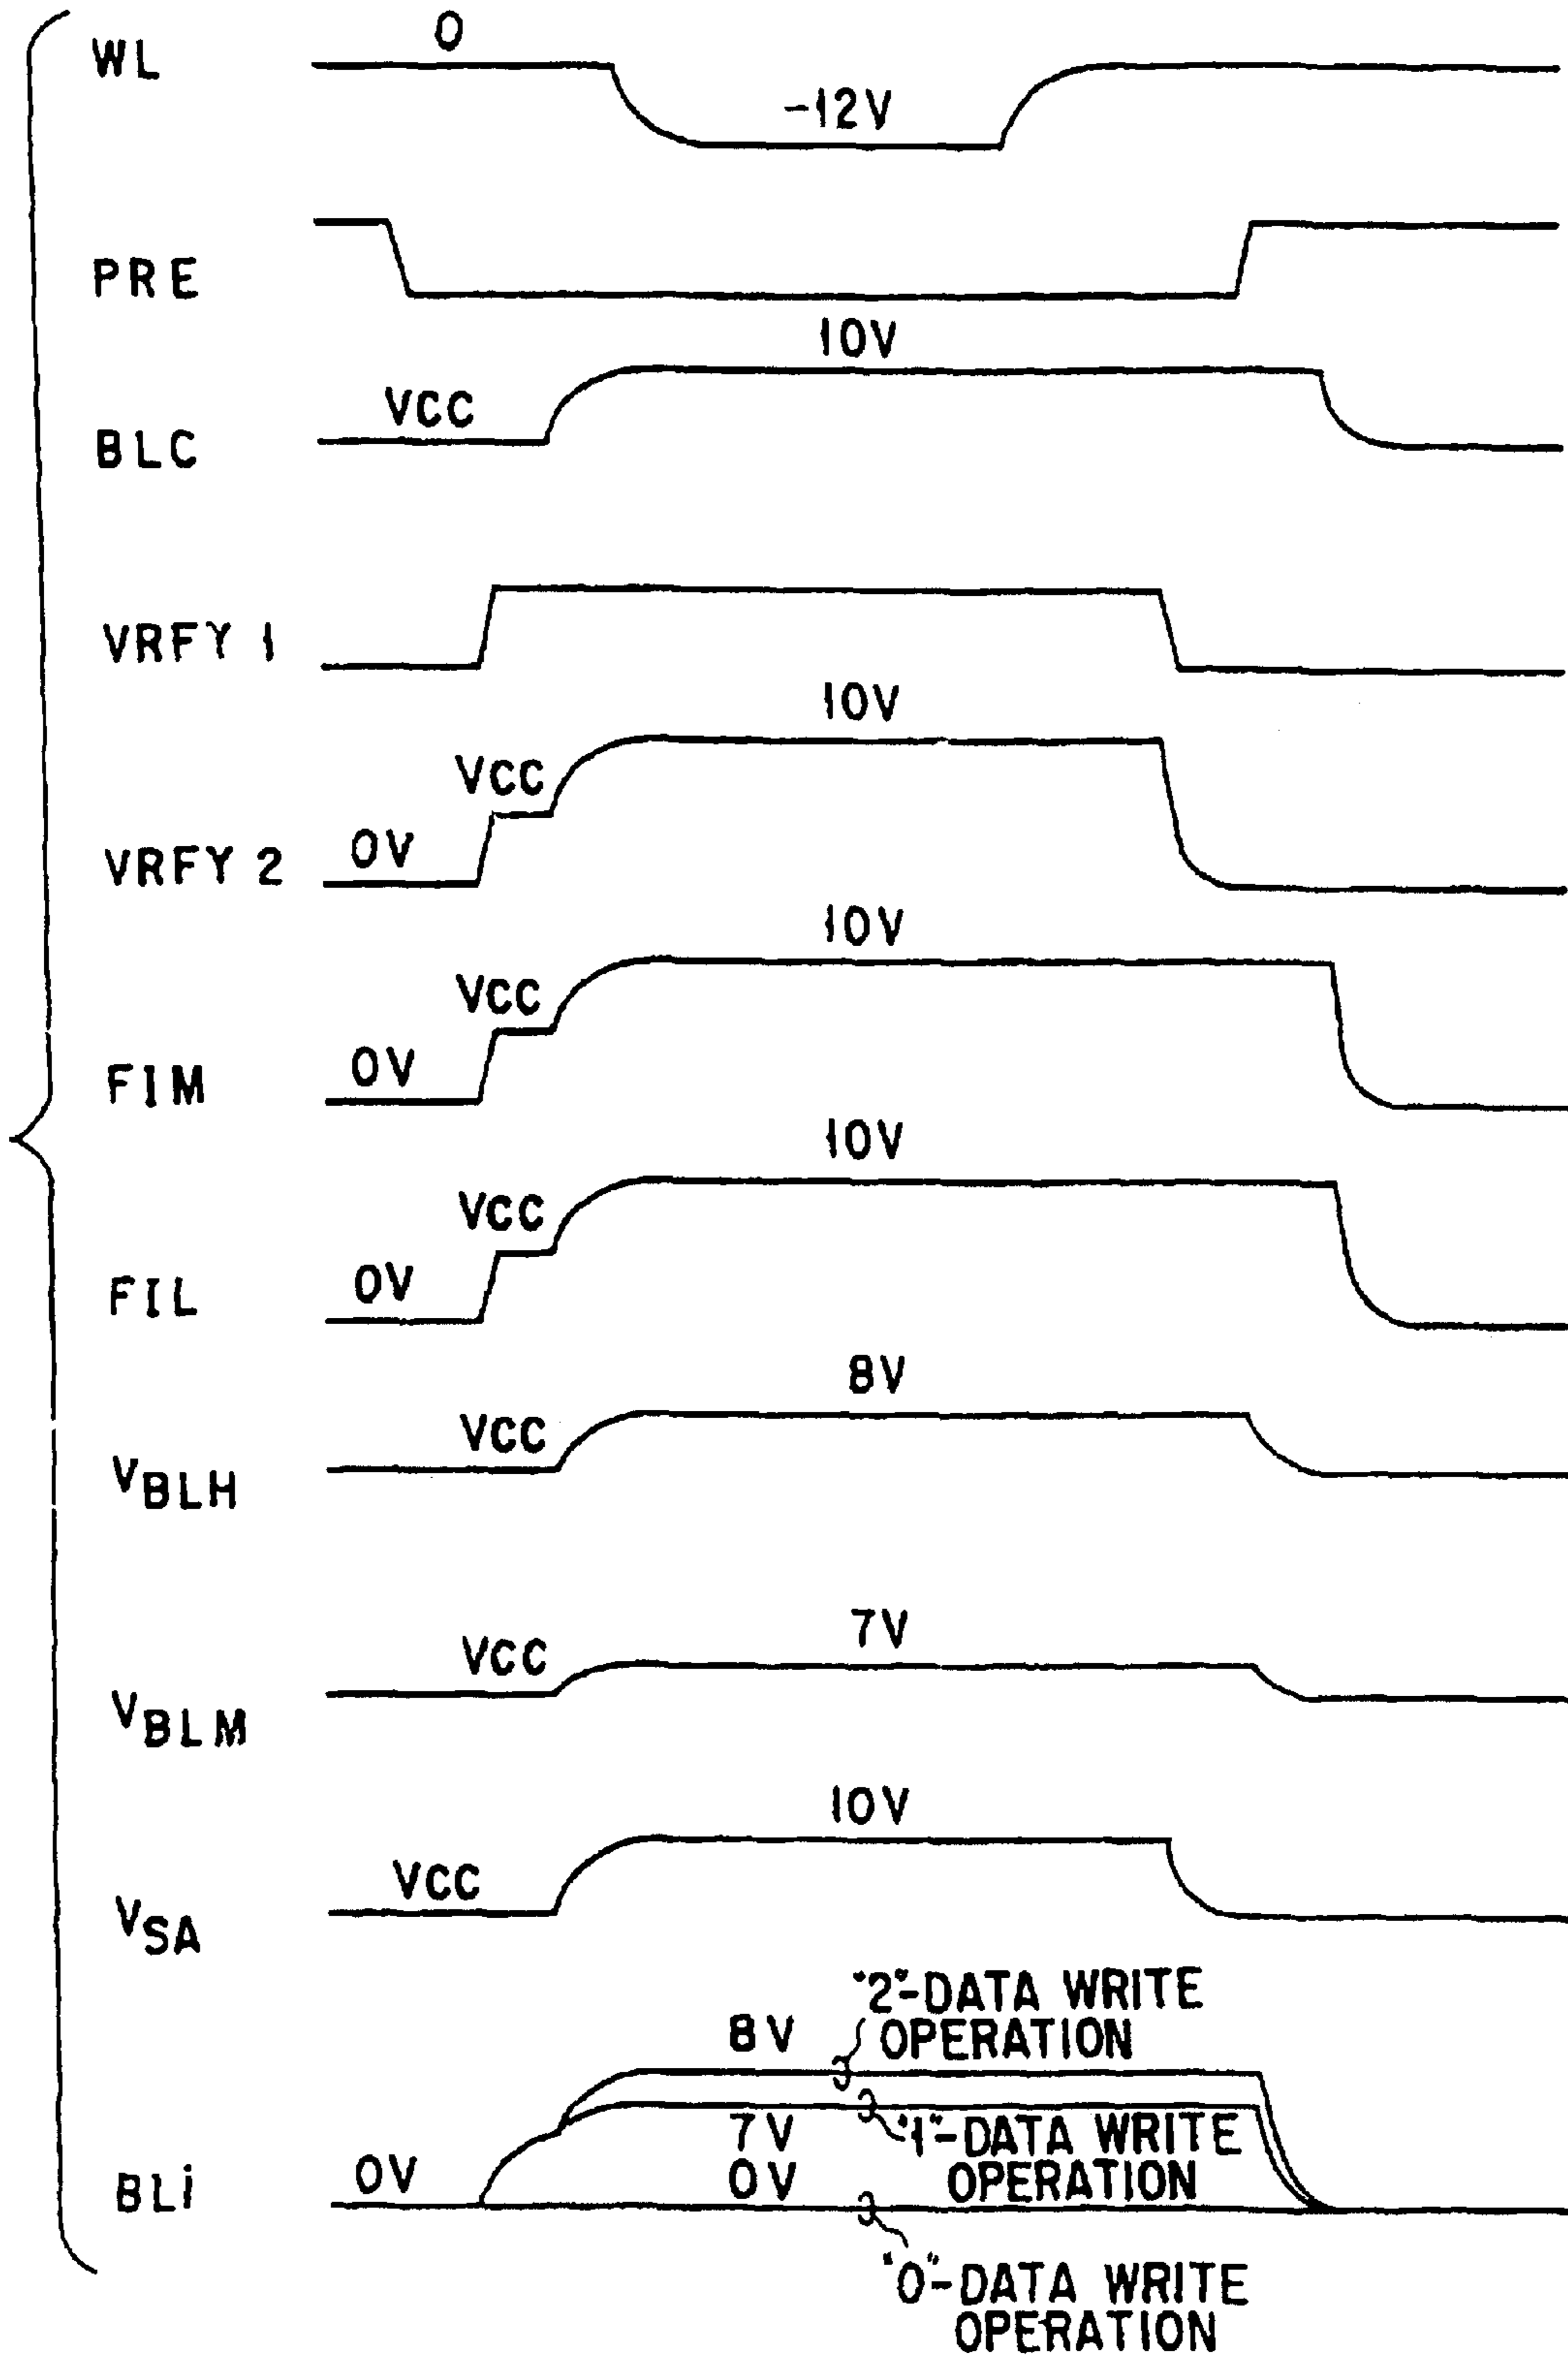 WL
0
-12V
PRE
BLC
VCC
10V
VRFY 1
VRFY 2
0V
VCC
10V
FIM
0V
VCC
10V
FIL
0V
VCC
10V
VBLH
VCC
8V
VBLM
VCC
7V
VSA
VCC
10V
BLi
0V
8V
"2"-DATA WRITE
OPERATION
7V
"1"-DATA WRITE
OPERATION
0V
"0"-DATA WRITE
OPERATION